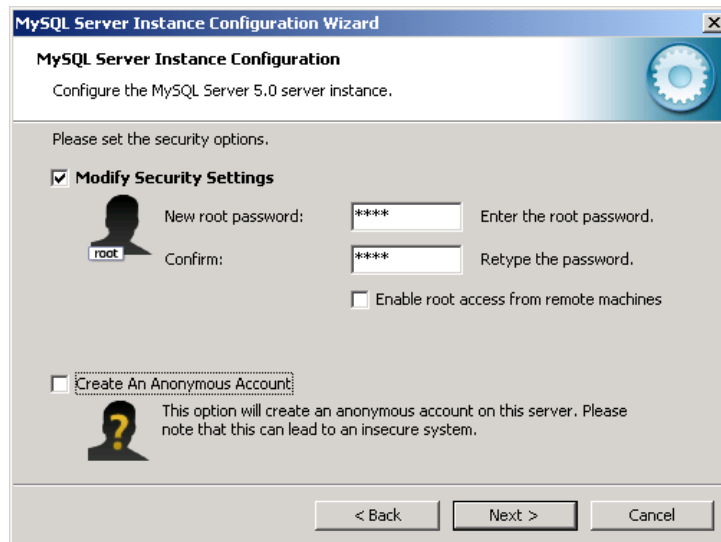 MySQL Server Instance Configuration Wizard
MySQL Server Instance Configuration
Configure the MySQL Server 5.0 server instance.
Please set the security options.
Modify Security Settings
New root password: **** Enter the root password.
root
Confirm: **** Retype the password.
Enable root access from remote machines
Create An Anonymous Account
?
This option will create an anonymous account on this server. Please
note that this can lead to an insecure system.
< Back Next > Cancel